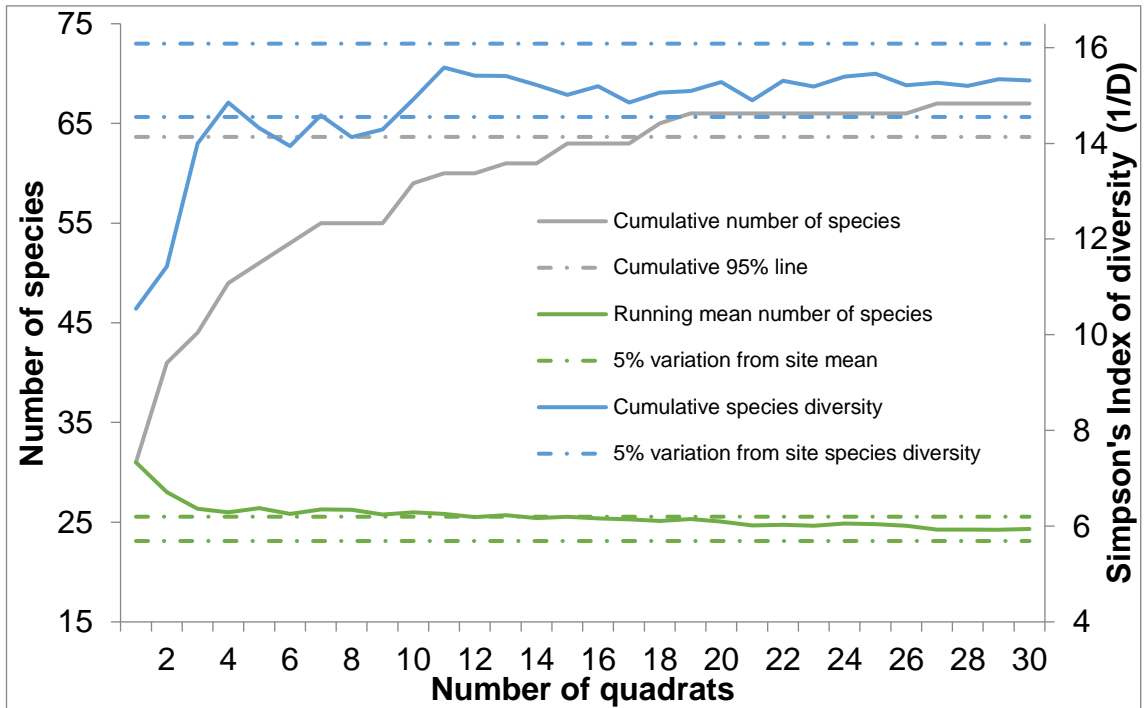 75
65
55
45
35
25
15
Number of species
16
14
12
10
8
6
4
Simpson's Index of diversity (1/D)
Cumulative number of species
Cumulative 95% line
Running mean number of species
5% variation from site mean
Cumulative species diversity
5% variation from site species diversity
2 4 6 8 10 12 14 16 18 20 22 24 26 28 30
Number of quadrats